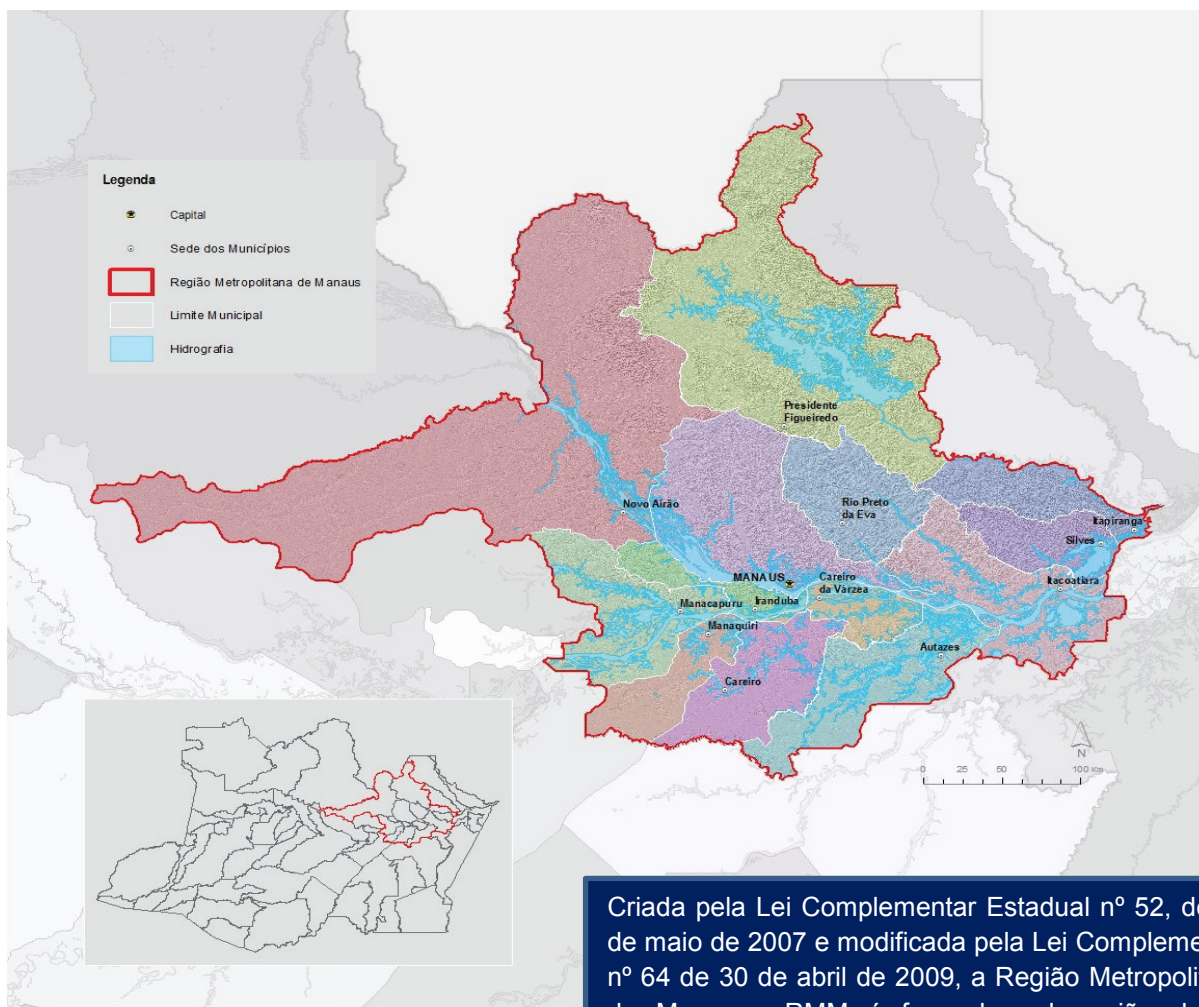 Legenda
Capital
Sede dos Municípios
Região Metropolitana de Manaus
Limite Municipal
Hidrografia
Presidente
Figueiredo
Novo Airão
Rio Preto
da Eva
Itapiranga
Silves
MANAUS
Careiro
da Várzea
Itacoatiara
Manacapuru
Iranduba
Manaquiri
Autazes
Careiro
N
0 25 50 100 Km
Criada pela Lei Complementar Estadual nº 52, de
de maio de 2007 e modificada pela Lei Compleme
nº 64 de 30 de abril de 2009, a Região Metropoli